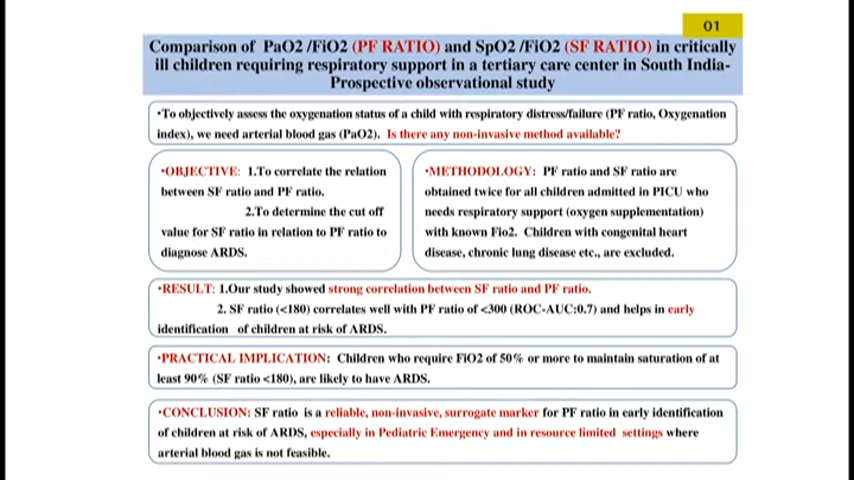 01
Comparison of PaO2 /FiO2 (PF RATIO) and SpO2 /FiO2 (SF RATIO) in critically
ill children requiring respiratory support in a tertiary care center in South India-
Prospective observational study
•To objectively assess the oxygenation status of a child with respiratory distress/failure (PF ratio, Oxygenation
index), we need arterial blood gas (PaO2). Is there any non-invasive method available?
•OBJECTIVE: 1.To correlate the relation
between SF ratio and PF ratio.
2.To determine the cut off
value for SF ratio in relation to PF ratio to
diagnose ARDS.
•METHODOLOGY: PF ratio and SF ratio are
obtained twice for all children admitted in PICU who
needs respiratory support (oxygen supplementation)
with known Fio2. Children with congenital heart
disease, chronic lung disease etc., are excluded.
•RESULT: 1.Our study showed strong correlation between SF ratio and PF ratio.
2. SF ratio (<180) correlates well with PF ratio of <300 (ROC-AUC:0.7) and helps in early
identification of children at risk of ARDS.
•PRACTICAL IMPLICATION: Children who require FiO2 of 50% or more to maintain saturation of at
least 90% (SF ratio <180), are likely to have ARDS.
•CONCLUSION: SF ratio is a reliable, non-invasive, surrogate marker for PF ratio in early identification
of children at risk of ARDS, especially in Pediatric Emergency and in resource limited settings where
arterial blood gas is not feasible.